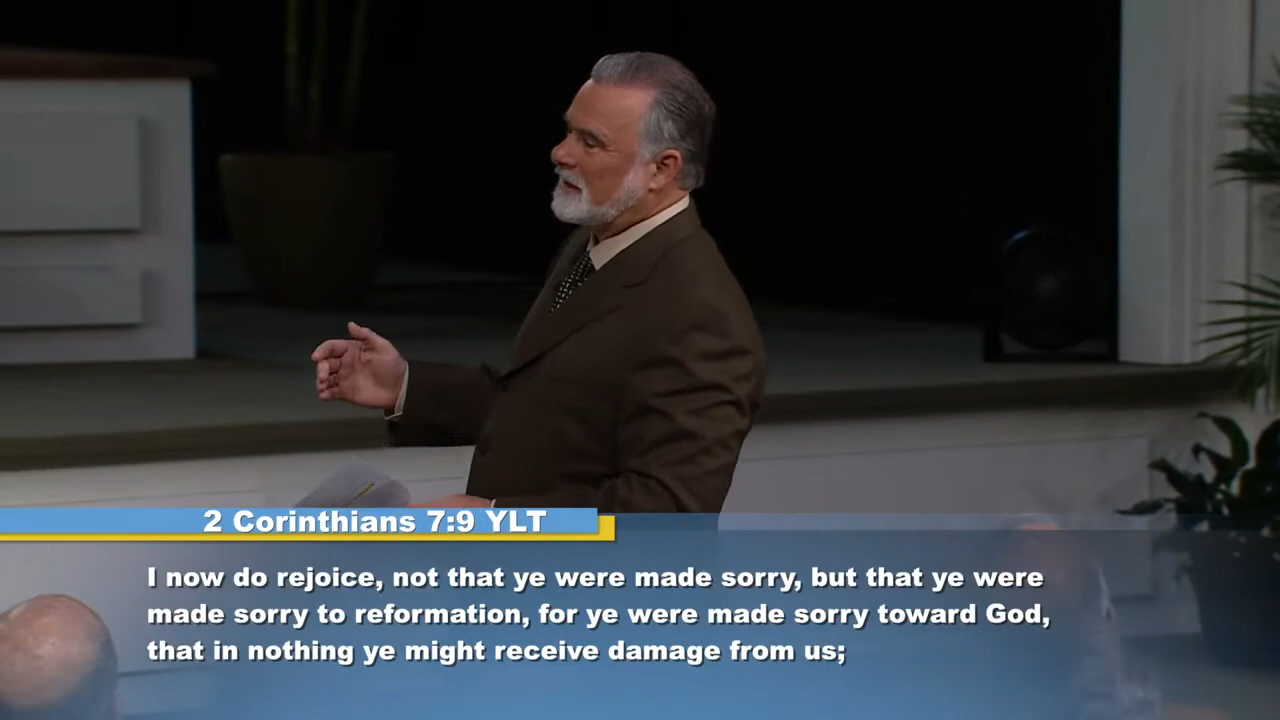 2 Corinthians 7:9 YLT
I now do rejoice, not that ye were made sorry, but that ye were
made sorry to reformation, for ye were made sorry toward God,
that in nothing ye might receive damage from us;